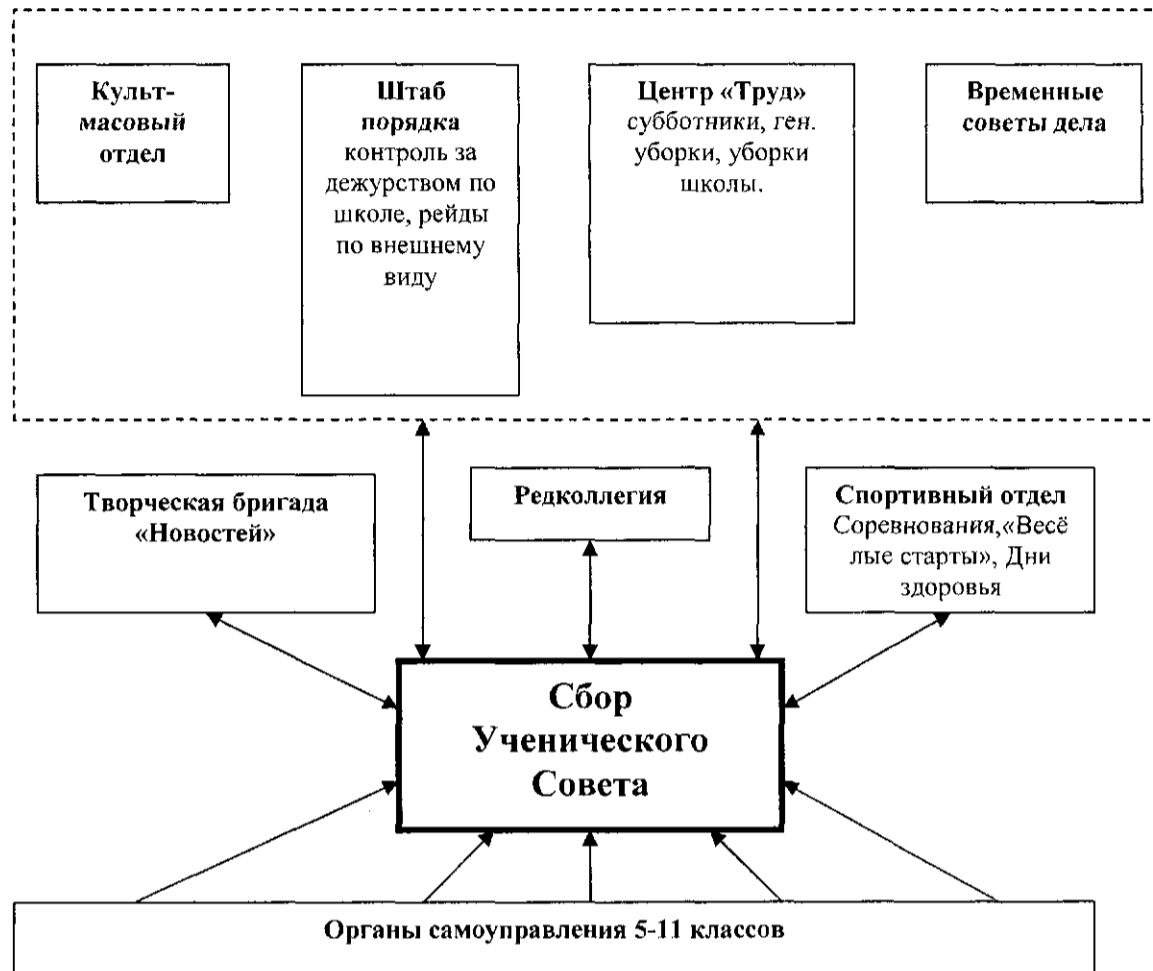 Культ-
масовый
отдел
Штаб
порядка
контроль за
дежурством по
школе, рейды
по внешнему
виду
Центр «Труд»
субботники, ген.
уборки, уборки
школы.
Временные
советы дела
Творческая бригада
«Новостей»
Редколлегия
Спортивный отдел
Соревнования,«Весё
лые старты», Дни
здоровья
Сбор
Ученического
Совета
Органы самоуправления 5-11 классов